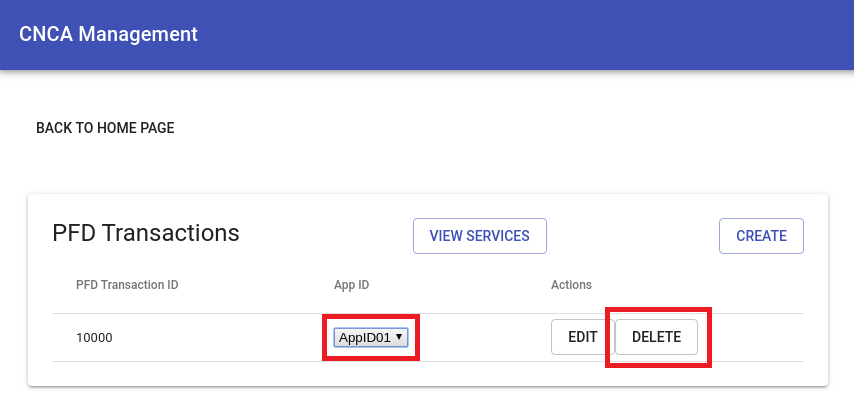 CNCA Management
BACK TO HOME PAGE
PFD Transactions VIEW SERVICES CREATE
PFD Transaction ID App ID Actions
10000 AppID01 EDIT DELETE